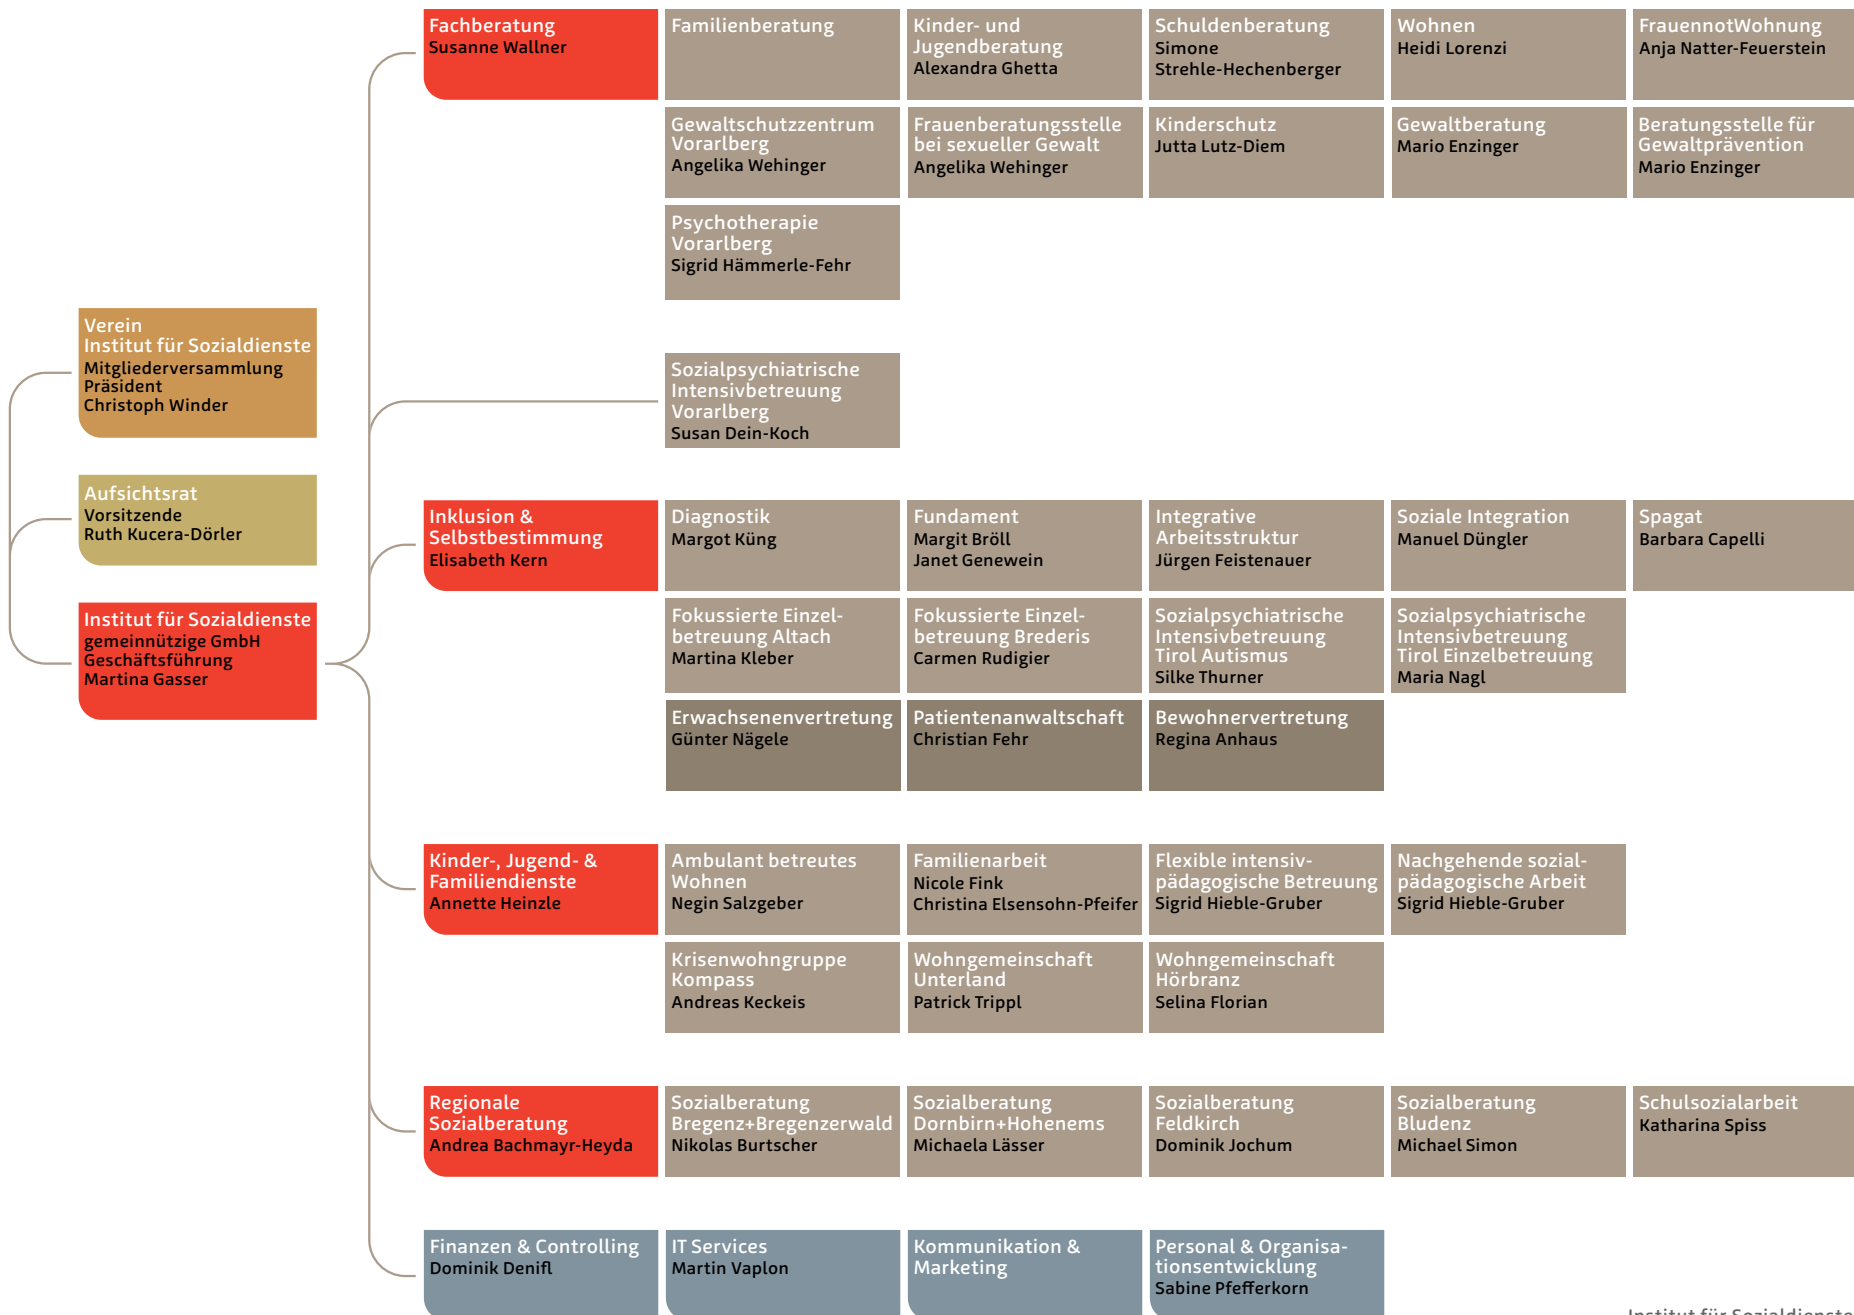 Fachberatung
Susanne Wallner
Familienberatung
Kinder- und
Jugendberatung
Alexandra Ghetta
Schuldenberatung
Simone
Strehle-Hechenberger
Wohnen
Heidi Lorenzi
FrauennotWohnung
Anja Natter-Feuerstein
Gewaltschutzzentrum
Vorarlberg
Angelika Wehinger
Frauenberatungsstelle
bei sexueller Gewalt
Angelika Wehinger
Kinderschutz
Jutta Lutz-Diem
Gewaltberatung
Mario Enzinger
Beratungsstelle für
Gewaltprävention
Mario Enzinger
Psychotherapie
Vorarlberg
Sigrid Hämmerle-Fehr
Verein
Institut für Sozialdienste
Mitgliederversammlung
Präsident
Christoph Winder
Sozialpsychiatrische
Intensivbetreuung
Vorarlberg
Susan Dein-Koch
Aufsichtsrat
Vorsitzende
Ruth Kucera-Dörler
Institut für Sozialdienste
gemeinnützige GmbH
Geschäftsführung
Martina Gasser
Inklusion &
Selbstbestimmung
Elisabeth Kern
Diagnostik
Margot Küng
Fundament
Margit Bröll
Janet Genewein
Integrative
Arbeitsstruktur
Jürgen Feistenauer
Soziale Integration
Manuel Düngler
Spagat
Barbara Capelli
Fokussierte Einzel-
betreuung Altach
Martina Kleber
Fokussierte Einzel-
betreuung Brederis
Carmen Rudigier
Sozialpsychiatrische
Intensivbetreuung
Tirol Autismus
Silke Thurner
Sozialpsychiatrische
Intensivbetreuung
Tirol Einzelbetreuung
Maria Nagl
Erwachsenenvertretung
Günter Nägele
Patientenanwaltschaft
Christian Fehr
Bewohnervertretung
Regina Anhaus
Kinder-, Jugend- &
Familiendienste
Annette Heinzle
Ambulant betreutes
Wohnen
Negin Salzgeber
Familienarbeit
Nicole Fink
Christina Elsensohn-Pfeifer
Flexible intensiv-
pädagogische Betreuung
Sigrid Hieble-Gruber
Nachgehende sozial-
pädagogische Arbeit
Sigrid Hieble-Gruber
Krisenwohngruppe
Kompass
Andreas Keckeis
Wohngemeinschaft
Unterland
Patrick Trippl
Wohngemeinschaft
Hörbranz
Selina Florian
Regionale
Sozialberatung
Andrea Bachmayr-Heyda
Sozialberatung
Bregenz+Bregenzerwald
Nikolas Burtscher
Sozialberatung
Dornbirn+Hohenems
Michaela Lässer
Sozialberatung
Feldkirch
Dominik Jochum
Sozialberatung
Bludenz
Michael Simon
Schulsozialarbeit
Katharina Spiss
Finanzen & Controlling
Dominik Denifl
IT Services
Martin Vaplon
Kommunikation &
Marketing
Personal & Organisa-
tionsentwicklung
Sabine Pfefferkorn
Institut für Sozialdienste